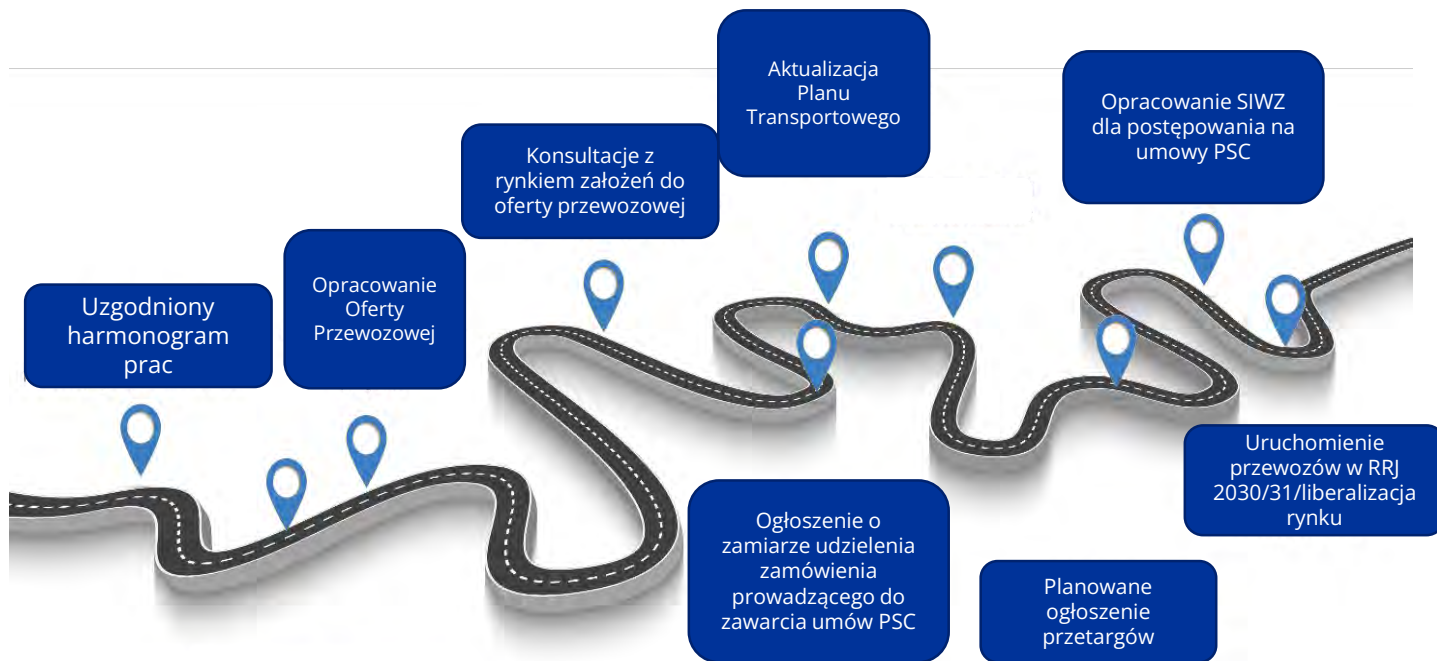 Uzgodniony
harmonogram
prac
Opracowanie
Oferty
Przewozowej
Konsultacje z
rynkiem założeń do
oferty przewozowej
Aktualizacja
Planu
Transportowego
Ogłoszenie o
zamiarze udzielenia
zamówienia
prowadzącego do
zawarcia umów PSC
Planowane
ogłoszenie
przetargów
Opracowanie SIWZ
dla postępowania na
umowy PSC
Uruchomienie
przewozów w RRJ
2030/31/liberalizacja
rynku